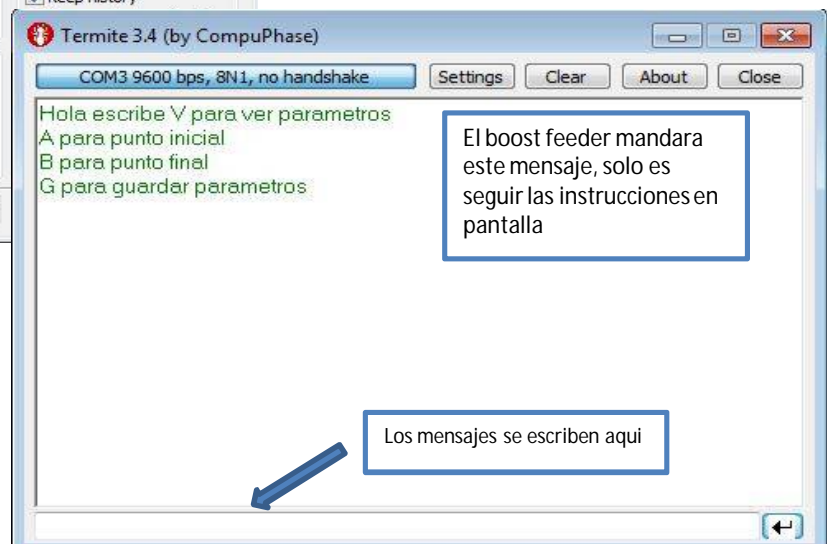 Keep history
Termite 3.4 (by CompuPhase)
COM3 9600 bps, 8N1, no handshake Settings Clear About Close
Hola escribe V para ver parametros
A para punto inicial
B para punto final
G para guardar parametros
El boost feeder mandara
este mensaje, solo es
seguir las instrucciones en
pantalla
Los mensajes se escriben aqui